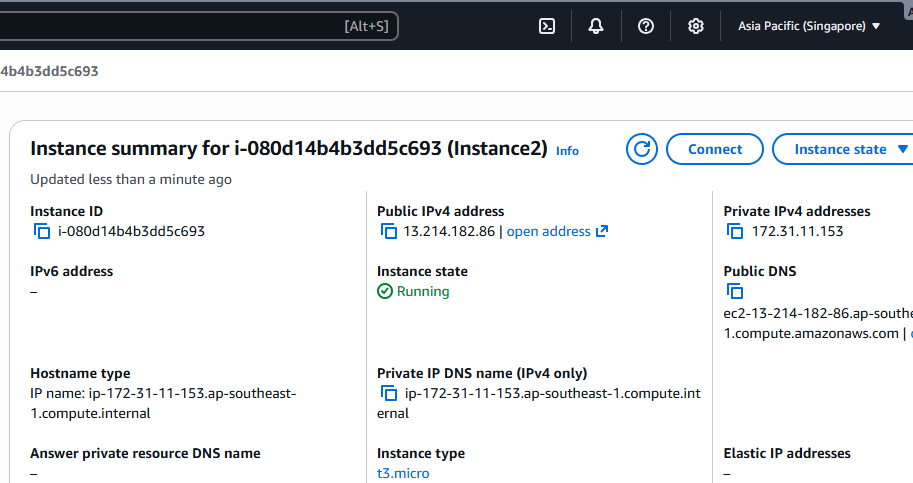 [Alt+S]
Asia Pacific (Singapore)
4b4b3dd5c693
Instance summary for i-080d14b4b3dd5c693 (Instance2) Info
Connect
Instance state
Updated less than a minute ago
Instance ID
i-080d14b4b3dd5c693
Public IPv4 address
13.214.182.86 | open address
Private IPv4 addresses
172.31.11.153
IPv6 address
–
Instance state
Running
Public DNS
ec2-13-214-182-86.ap-southe
1.compute.amazonaws.com |
Hostname type
IP name: ip-172-31-11-153.ap-southeast-
1.compute.internal
Private IP DNS name (IPv4 only)
ip-172-31-11-153.ap-southeast-1.compute.int
ernal
Answer private resource DNS name
–
Instance type
t3.micro
Elastic IP addresses
–